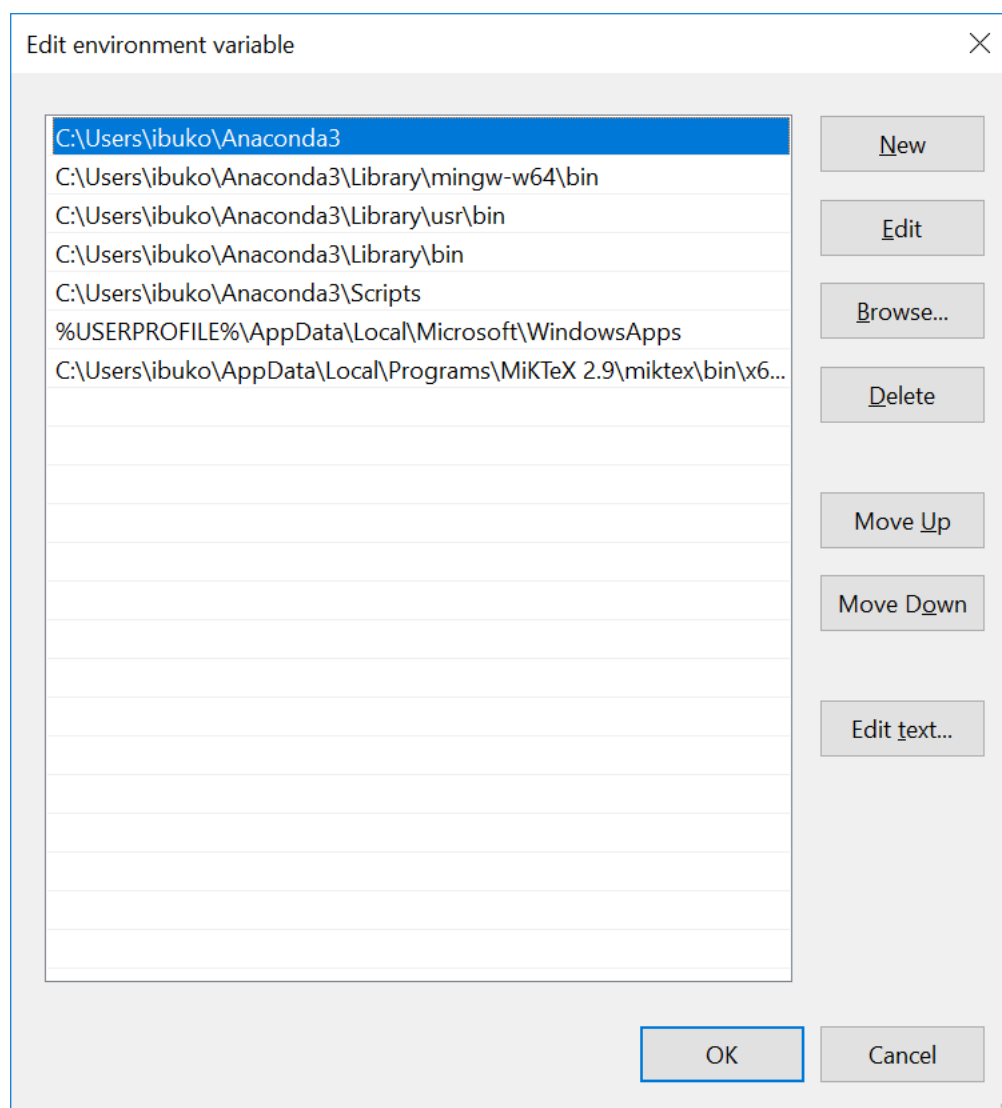 Edit environment variable
C:\Users\ibuko\Anaconda3
C:\Users\ibuko\Anaconda3\Library\mingw-w64\bin
C:\Users\ibuko\Anaconda3\Library\usr\bin
C:\Users\ibuko\Anaconda3\Library\bin
C:\Users\ibuko\Anaconda3\Scripts
%USERPROFILE%\AppData\Local\Microsoft\WindowsApps
C:\Users\ibuko\AppData\Local\Programs\MiKTeX 2.9\miktex\bin\x6...
New
Edit
Browse...
Delete
Move Up
Move Down
Edit text...
OK
Cancel